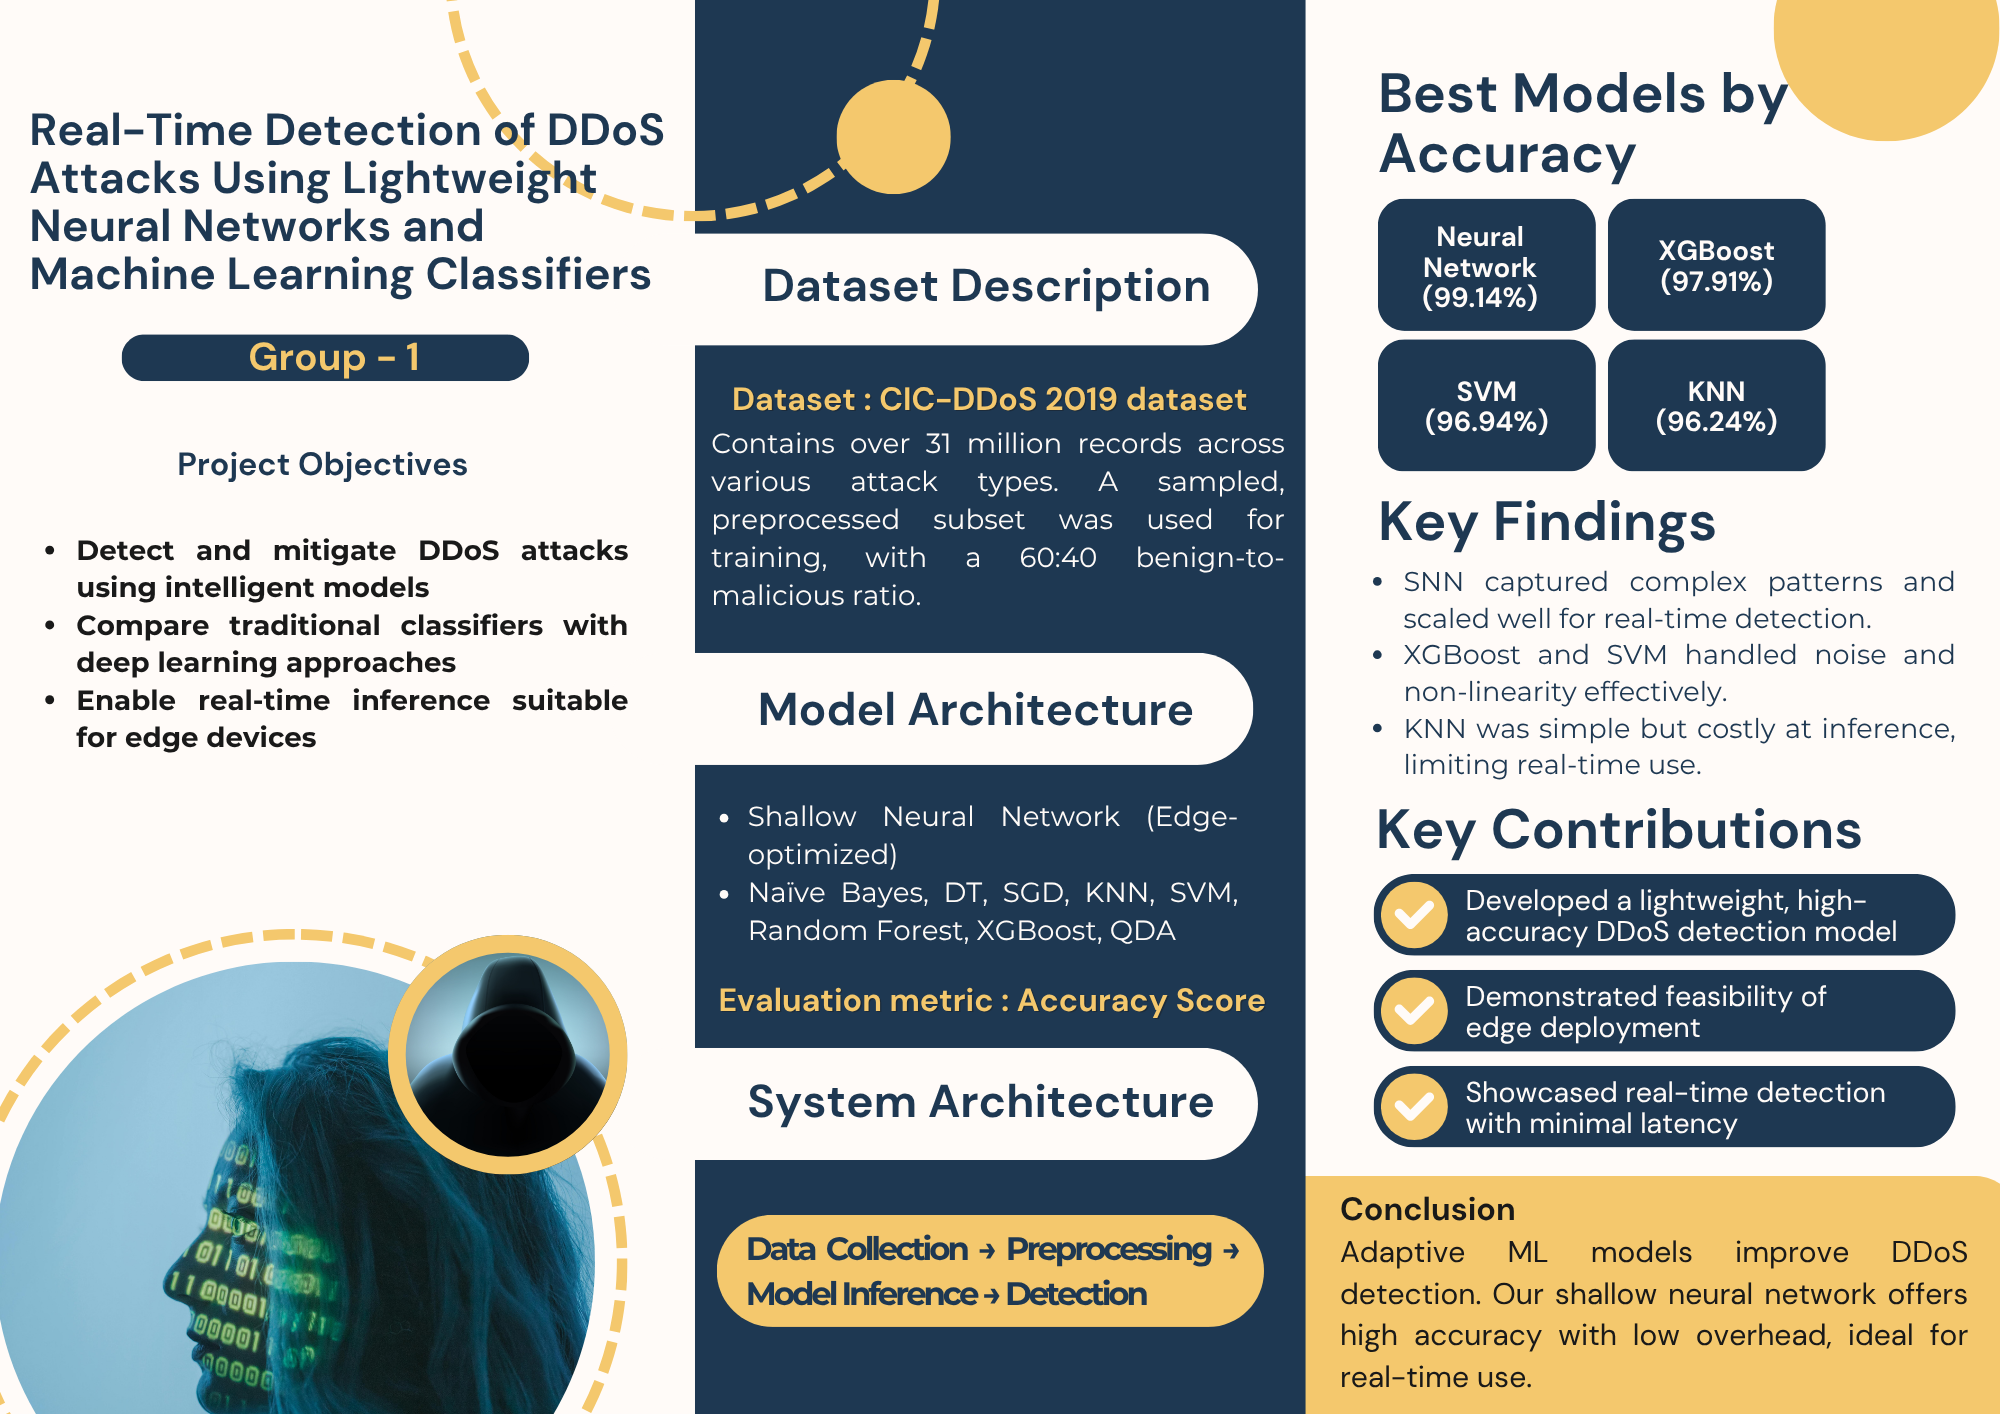 Real-Time Detection of DDoS
Attacks Using Lightweight
Neural Networks and
Machine Learning Classifiers
Group - 1
Project Objectives
• Detect and mitigate DDoS attacks
using intelligent models
• Compare traditional classifiers with
deep learning approaches
• Enable real-time inference suitable
for edge devices
Dataset Description
Dataset : CIC-DDoS 2019 dataset
Contains over 31 million records across
various attack types. A sampled,
preprocessed subset was used for
training, with a 60:40 benign-to-
malicious ratio.
Model Architecture
• Shallow Neural Network (Edge-
optimized)
• Naïve Bayes, DT, SGD, KNN, SVM,
Random Forest, XGBoost, QDA
Evaluation metric : Accuracy Score
System Architecture
Data Collection → Preprocessing →
Model Inference → Detection
Best Models by
Accuracy
Neural
Network
(99.14%)
XGBoost
(97.91%)
SVM
(96.94%)
KNN
(96.24%)
Key Findings
• SNN captured complex patterns and
scaled well for real-time detection.
• XGBoost and SVM handled noise and
non-linearity effectively.
• KNN was simple but costly at inference,
limiting real-time use.
Key Contributions
Developed a lightweight, high-
accuracy DDoS detection model
Demonstrated feasibility of
edge deployment
Showcased real-time detection
with minimal latency
Conclusion
Adaptive ML models improve DDoS
detection. Our shallow neural network offers
high accuracy with low overhead, ideal for
real-time use.